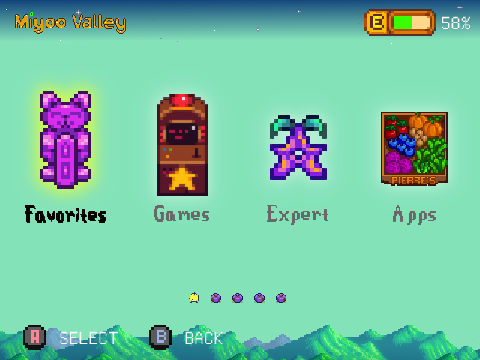 Miyoo Valley
B 58%
Favorites Games Expert Apps
PIERRE'S
A SELECT B BACK